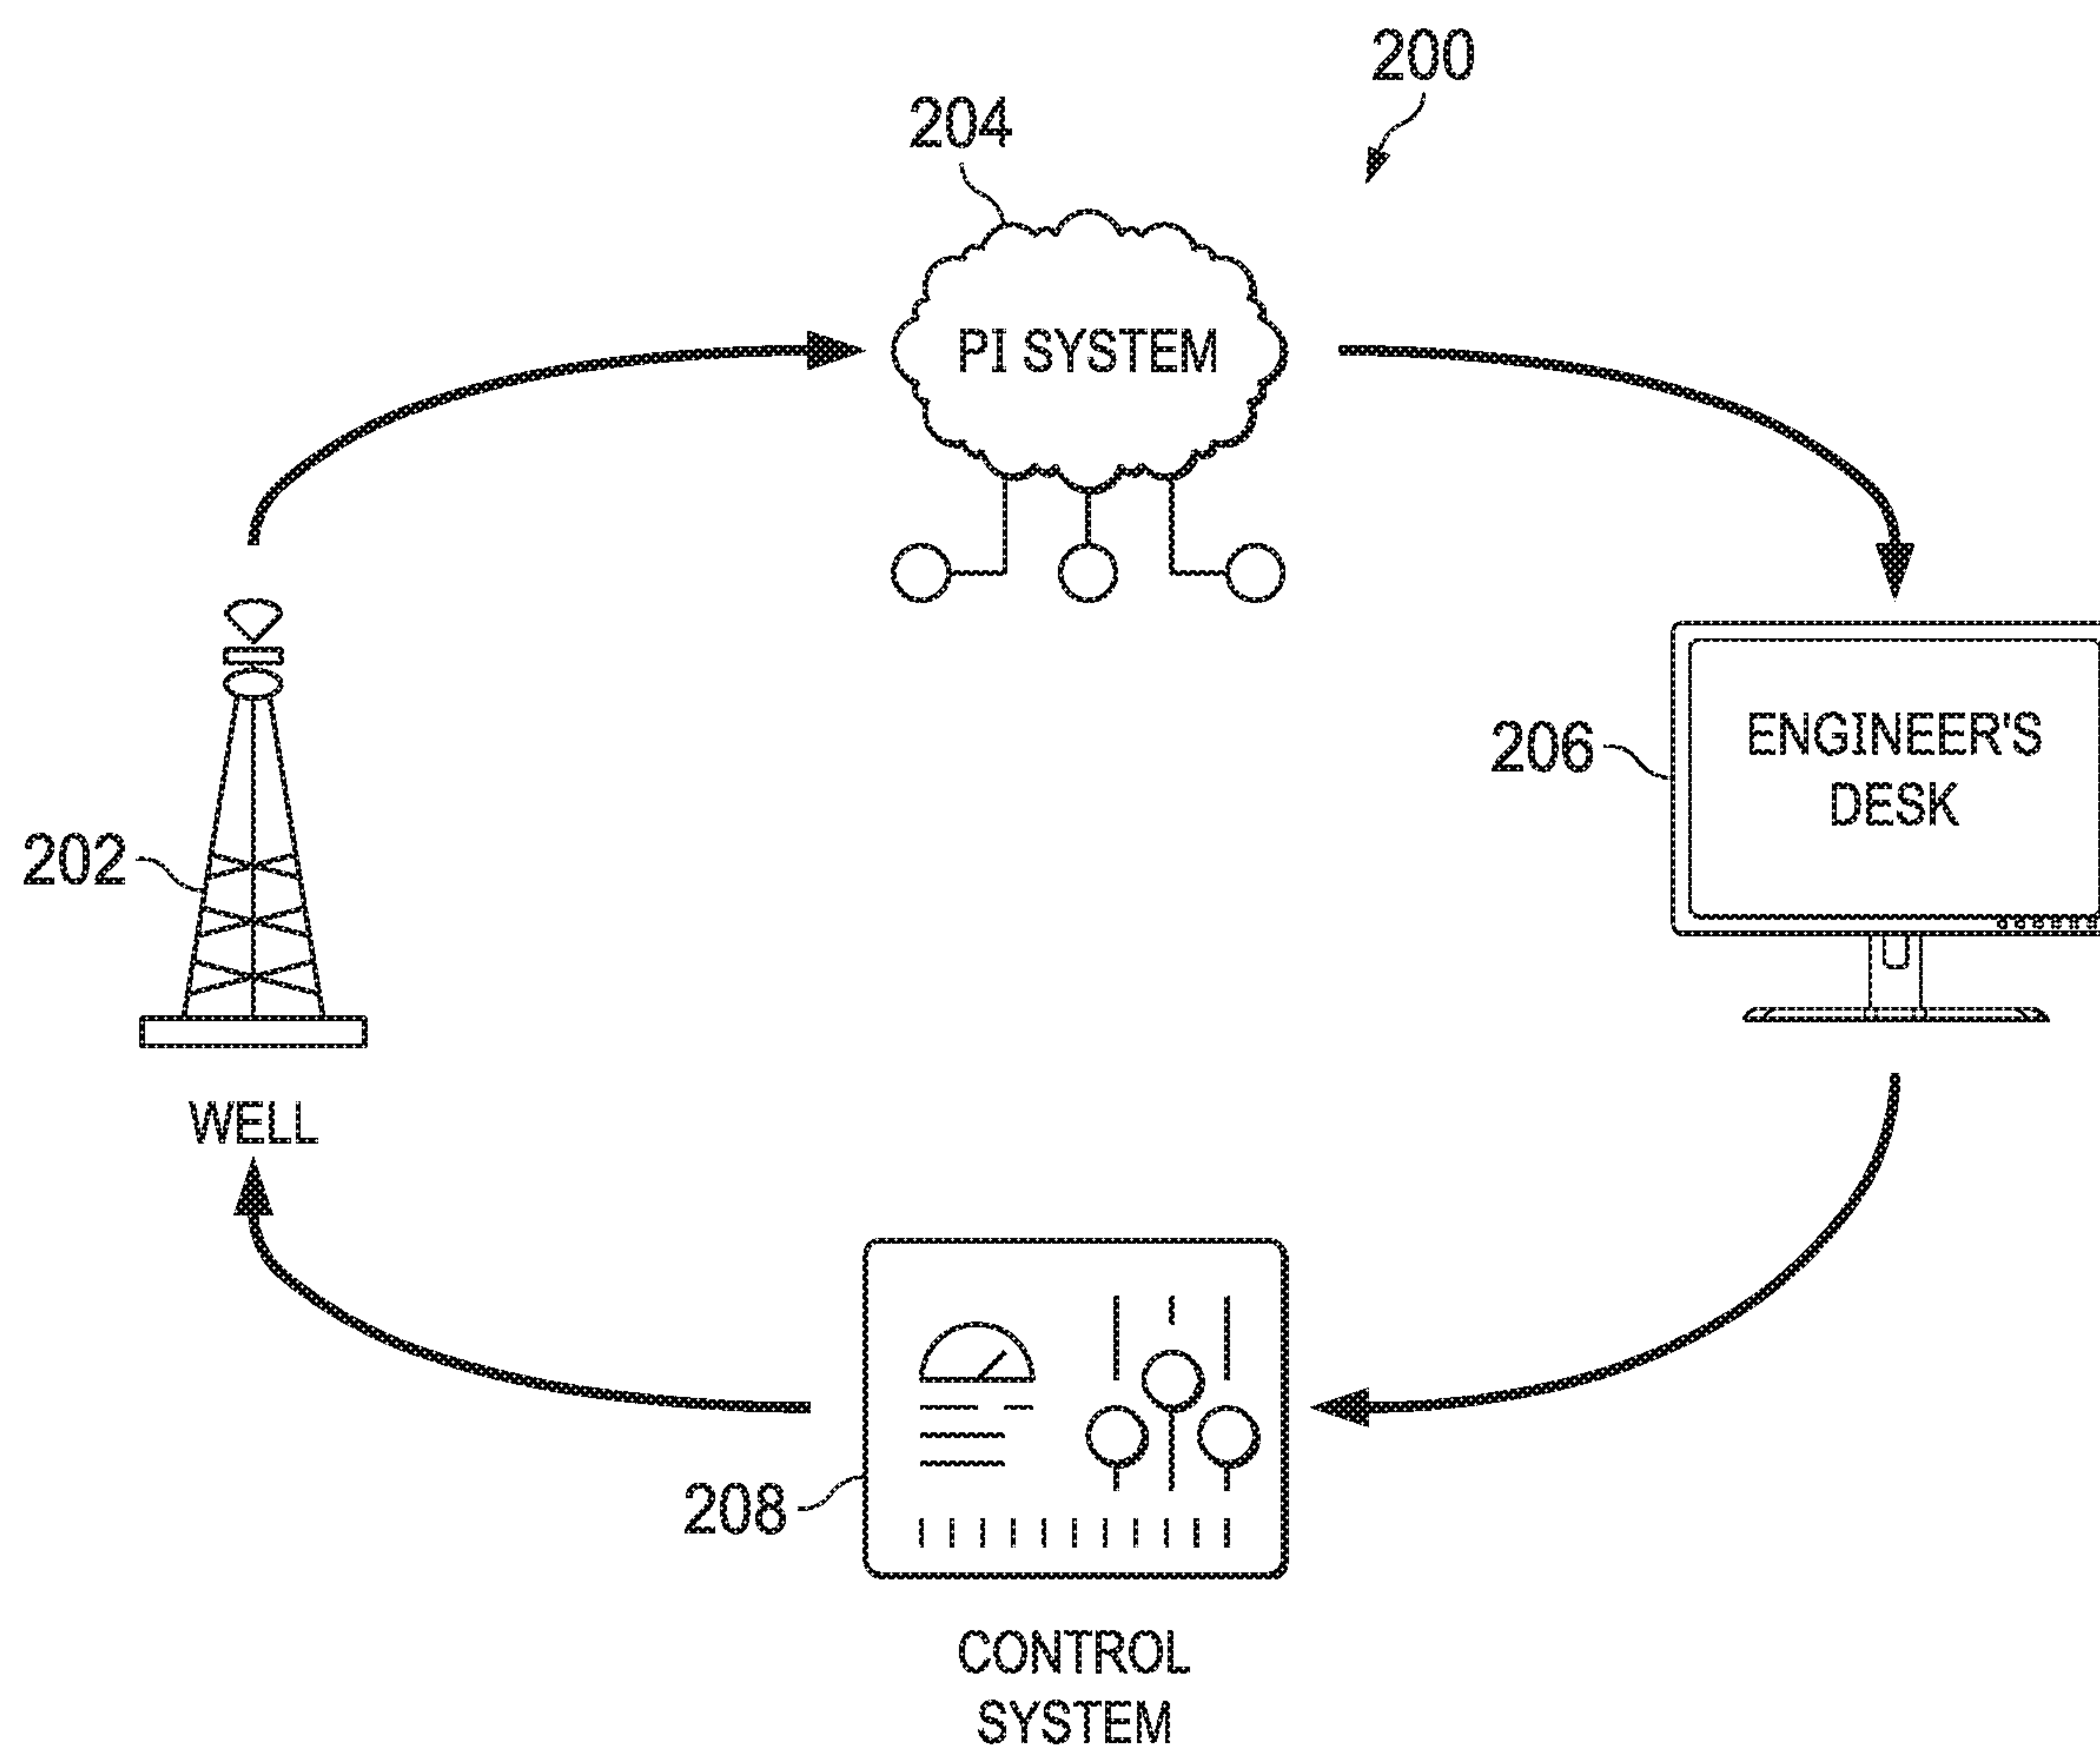 200
204
PI SYSTEM
206
ENGINEER'S
DESK
202
WELL
208
CONTROL
SYSTEM